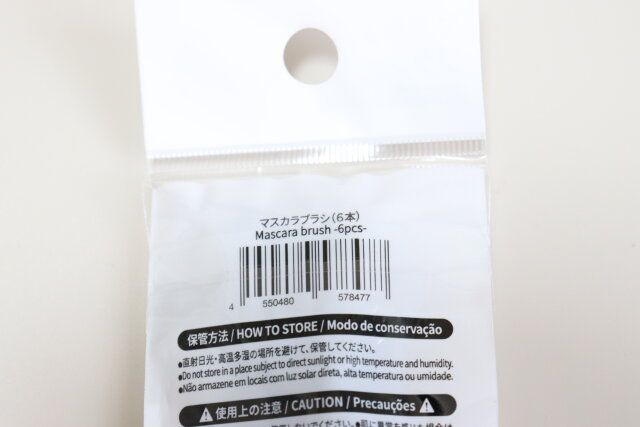 マスカラブラシ(6本)
Mascara brush -6pcs-
4 550480 578477
保管方法 / HOW TO STORE / Modo de conservação
●直射日光・高温多湿の場所を避けて、保管してください。
●Do not store in a place subject to direct sunlight or high temperature and humidity.
●Não armazene em locais com luz solar direta, alta temperatura ou umidade.
⚠ 使用上の注意 / CAUTION / Precauções ⚠